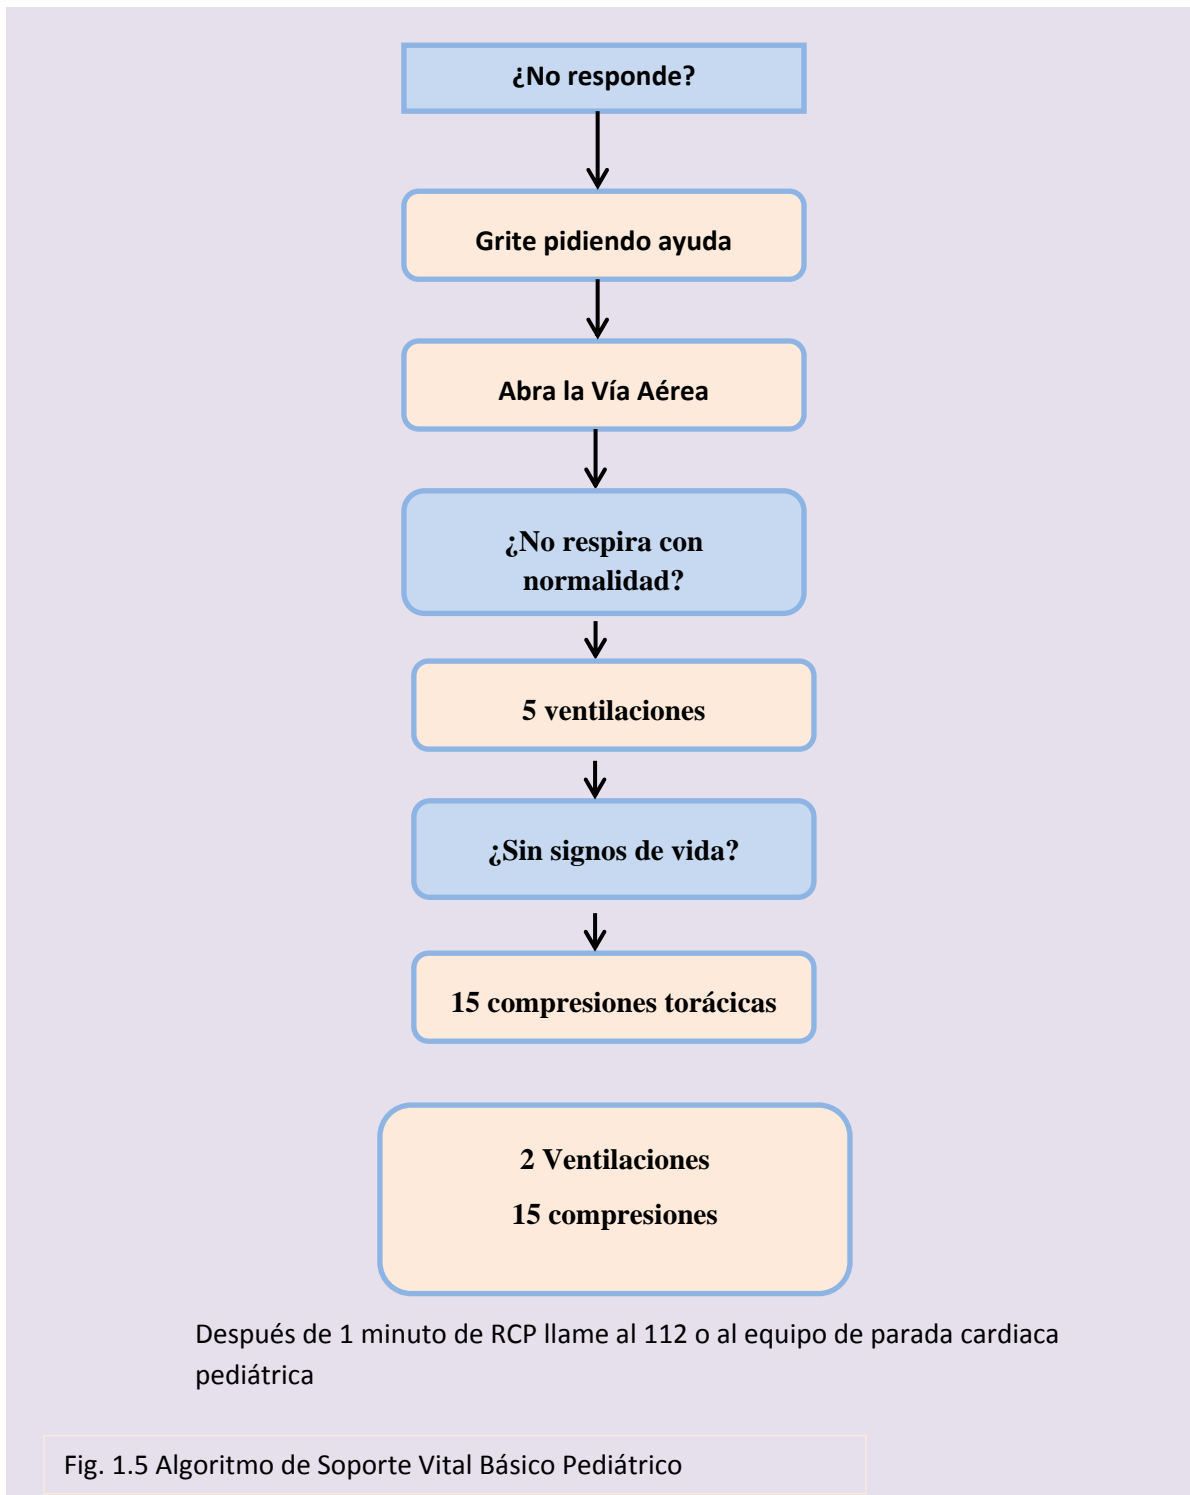 ¿No responde?
Grite pidiendo ayuda
Abra la Vía Aérea
¿No respira con
normalidad?
5 ventilaciones
¿Sin signos de vida?
15 compresiones torácicas
2 Ventilaciones
15 compresiones
Después de 1 minuto de RCP llame al 112 o al equipo de parada cardiaca
pediátrica
Fig. 1.5 Algoritmo de Soporte Vital Básico Pediátrico